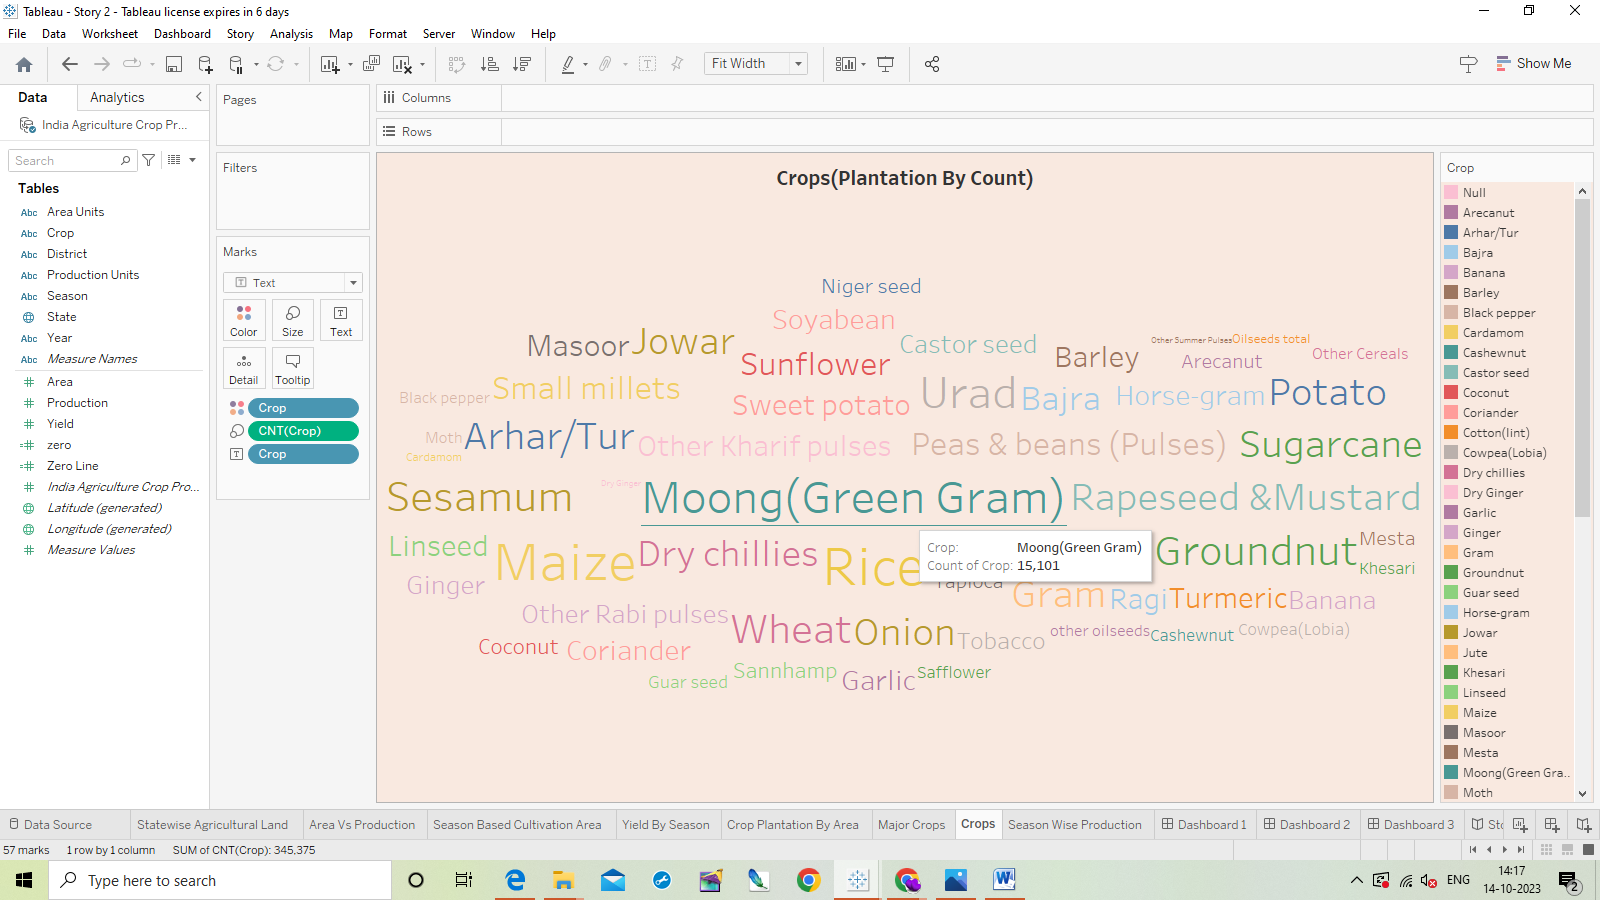 Tableau - Story 2 - Tableau license expires in 6 days
File Data Worksheet Dashboard Story Analysis Map Format Server Window Help
Fit Width
Show Me
Data Analytics
India Agriculture Crop Pr...
Search
Tables
Abc Area Units
Abc Crop
Abc District
Abc Production Units
Abc Season
State
Abc Year
Abc Measure Names
Area
Production
Yield
zero
Zero Line
India Agriculture Crop Pro...
Latitude (generated)
Longitude (generated)
Measure Values
Pages
Filters
Marks
Text
Color Size Text
Detail Tooltip
Crop
CNT(Crop)
Crop
Columns
Rows
Crops(Plantation By Count)
Niger seed
Soyabean
Masoor Jowar Castor seed Other Summer Pulses Oilseeds total
Sunflower Barley Arecanut Other Cereals
Black pepper Small millets Sweet potato Urad Bajra Horse-gram Potato
Moth Arhar/Tur Other Kharif pulses Peas & beans (Pulses) Sugarcane
Cardamom
Sesamum Dry Ginger Moong(Green Gram) Rapeseed &Mustard
Linseed Maize Dry chillies Rice Groundnut Mesta
Crop: Moong(Green Gram)
Count of Crop: 15,101
Khesari
Ginger Tapioca Gram Ragi Turmeric Banana
Other Rabi pulses Wheat Onion Tobacco other oilseeds Cashewnut Cowpea(Lobia)
Coconut Coriander
Guar seed Sannhamp Garlic Safflower
Crop
Null
Arecanut
Arhar/Tur
Bajra
Banana
Barley
Black pepper
Cardamom
Cashewnut
Castor seed
Coconut
Coriander
Cotton(lint)
Cowpea(Lobia)
Dry chillies
Dry Ginger
Garlic
Ginger
Gram
Groundnut
Guar seed
Horse-gram
Jowar
Jute
Khesari
Linseed
Maize
Masoor
Mesta
Moong(Green Gra..
Moth
Data Source Statewise Agricultural Land Area Vs Production Season Based Cultivation Area Yield By Season Crop Plantation By Area Major Crops Crops Season Wise Production Dashboard 1 Dashboard 2 Dashboard 3 Sto
57 marks 1 row by 1 column SUM of CNT(Crop): 345,375
Type here to search
ENG
14:17
14-10-2023
2